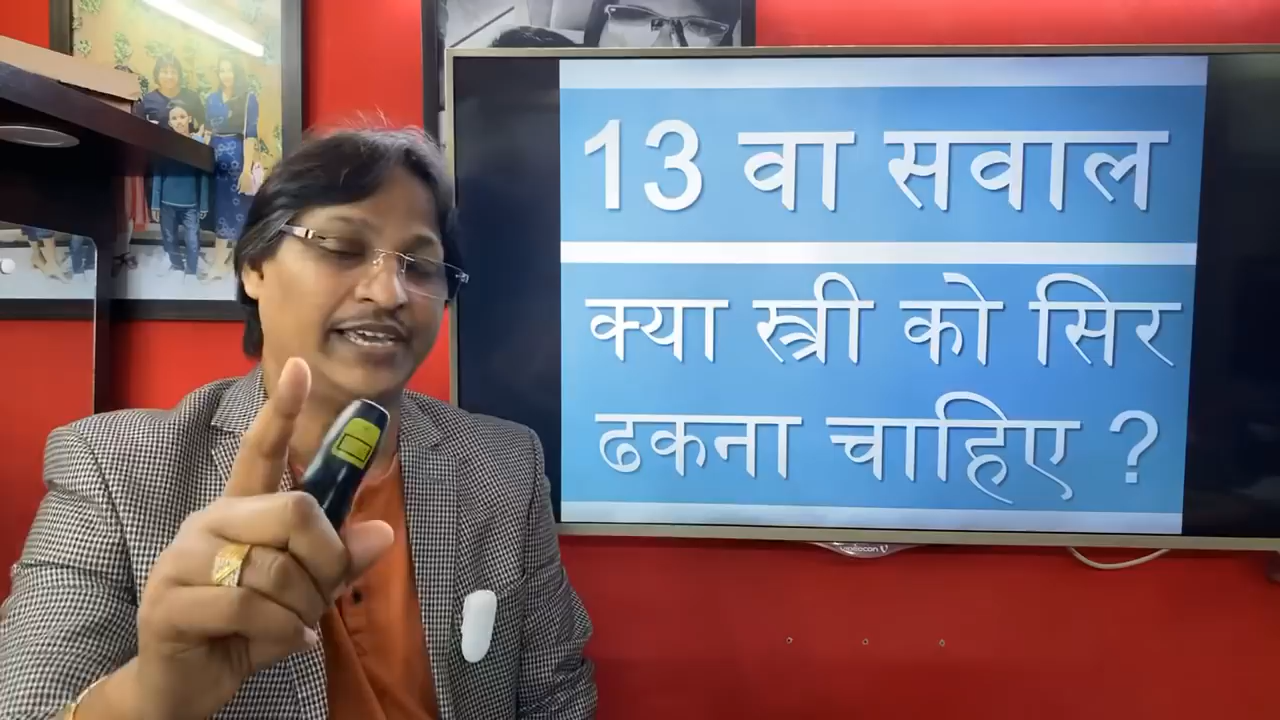 13 वा सवाल
क्या स्त्री को सिर
ढकना चाहिए ?